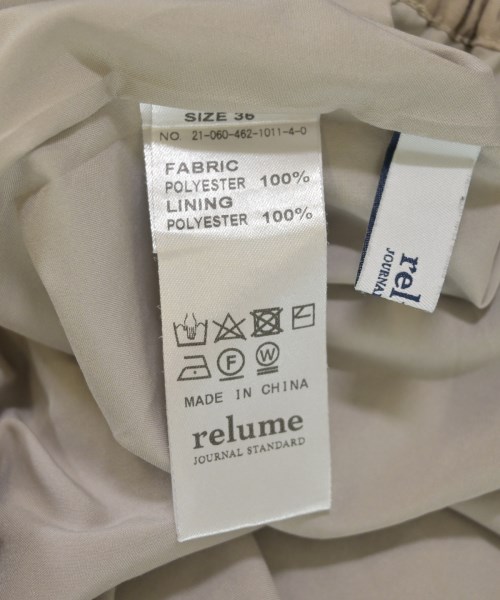 SIZE 36
NO 21-060-462-1011-4-0
FABRIC
POLYESTER 100%
LINING
POLYESTER 100%
F
W
MADE IN CHINA
relume
JOURNAL STANDARD
rel
JOURNAL